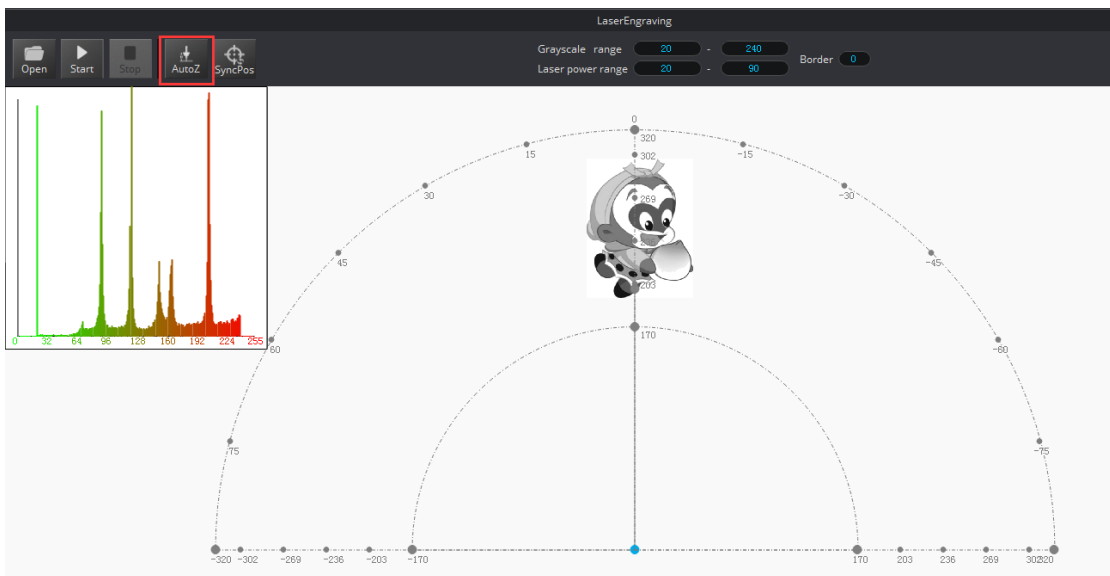 LaserEngraving
Open Start Stop AutoZ SyncPos
Grayscale range 20 - 240
Laser power range 20 - 90
Border 0
0 32 64 96 128 160 192 224 255
0
320
15 302 -15
30 269 -30
45 -45
203
170
60 -60
75 -75
-320 -302 -269 -236 -203 -170 170 203 236 269 302 320